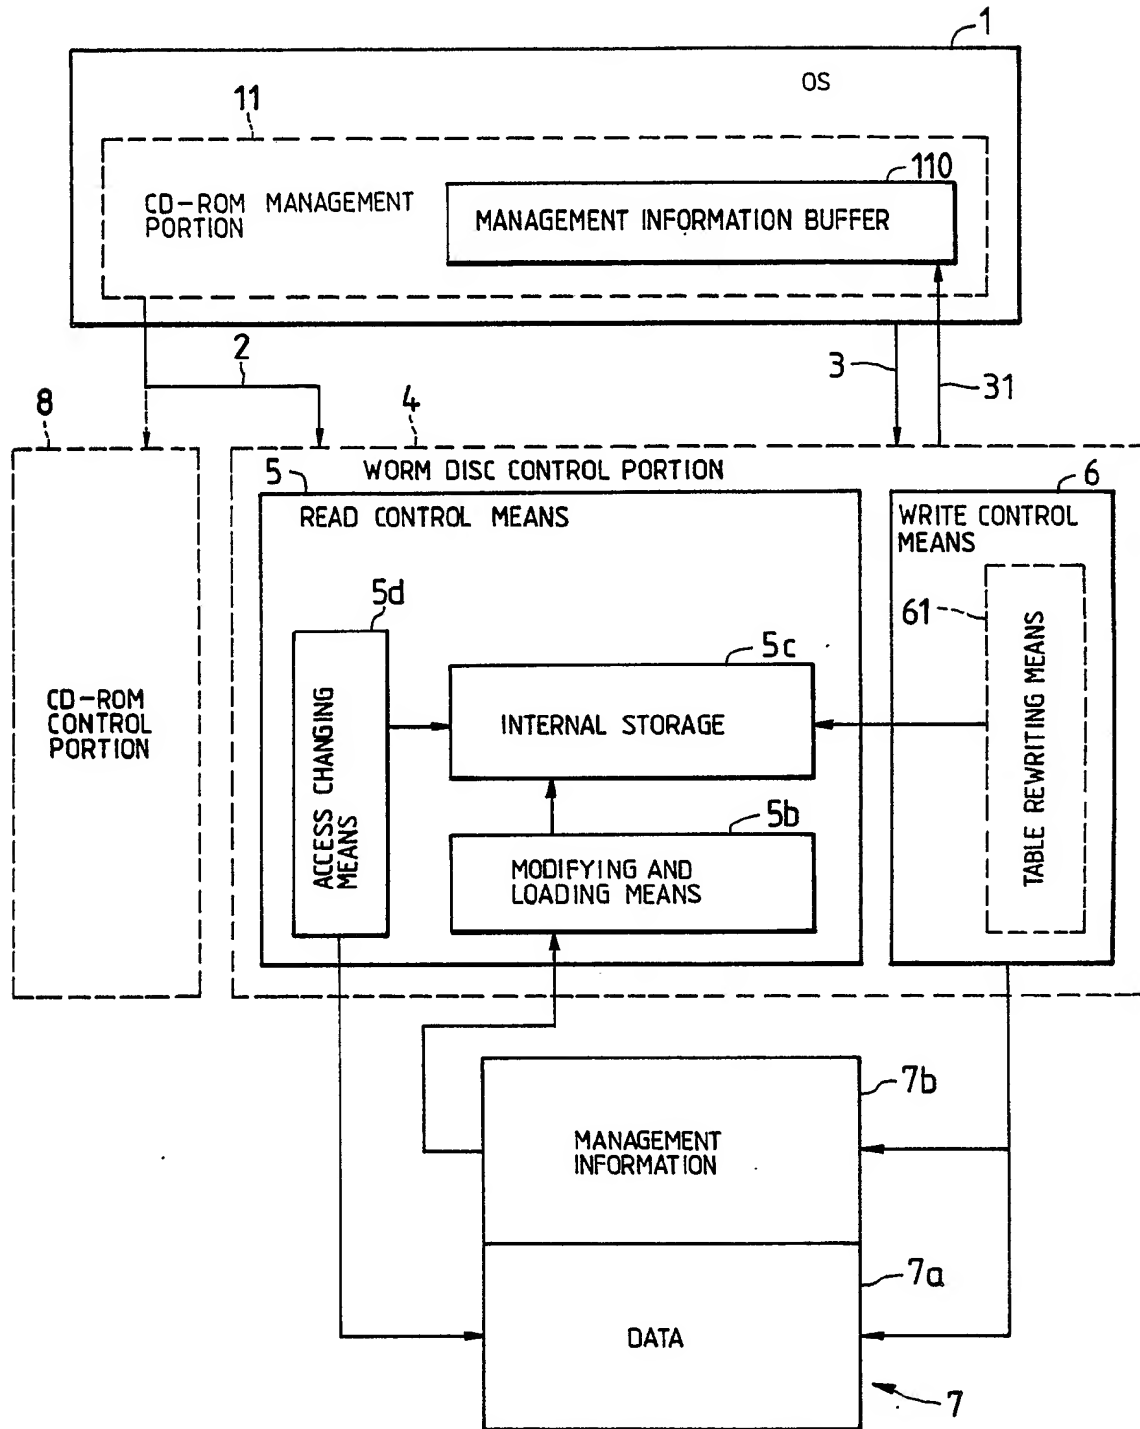 1
OS
11
110
CD-ROM MANAGEMENT
PORTION
MANAGEMENT INFORMATION BUFFER
2
3
31
8
4
WORM DISC CONTROL PORTION
5
READ CONTROL MEANS
6
WRITE CONTROL
MEANS
5d
61
5c
CD-ROM
CONTROL
PORTION
ACCESS CHANGING
MEANS
INTERNAL STORAGE
TABLE REWRITING MEANS
5b
MODIFYING AND
LOADING MEANS
7b
MANAGEMENT
INFORMATION
7a
DATA
7